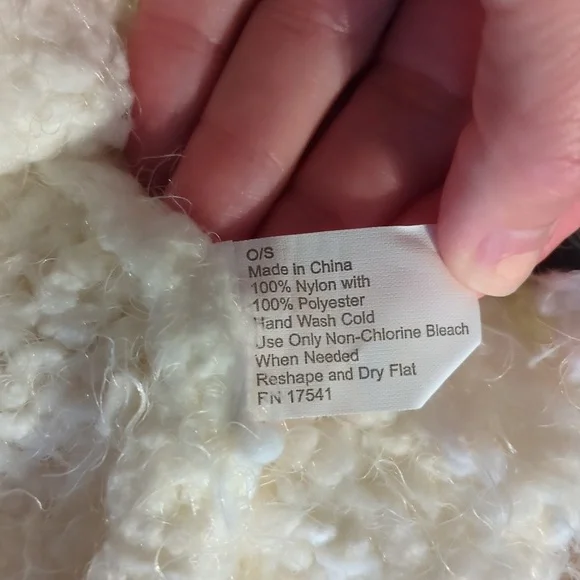 O/S
Made in China
100% Nylon with
100% Polyester
Hand Wash Cold
Use Only Non-Chlorine Bleach
When Needed
Reshape and Dry Flat
RN 17541